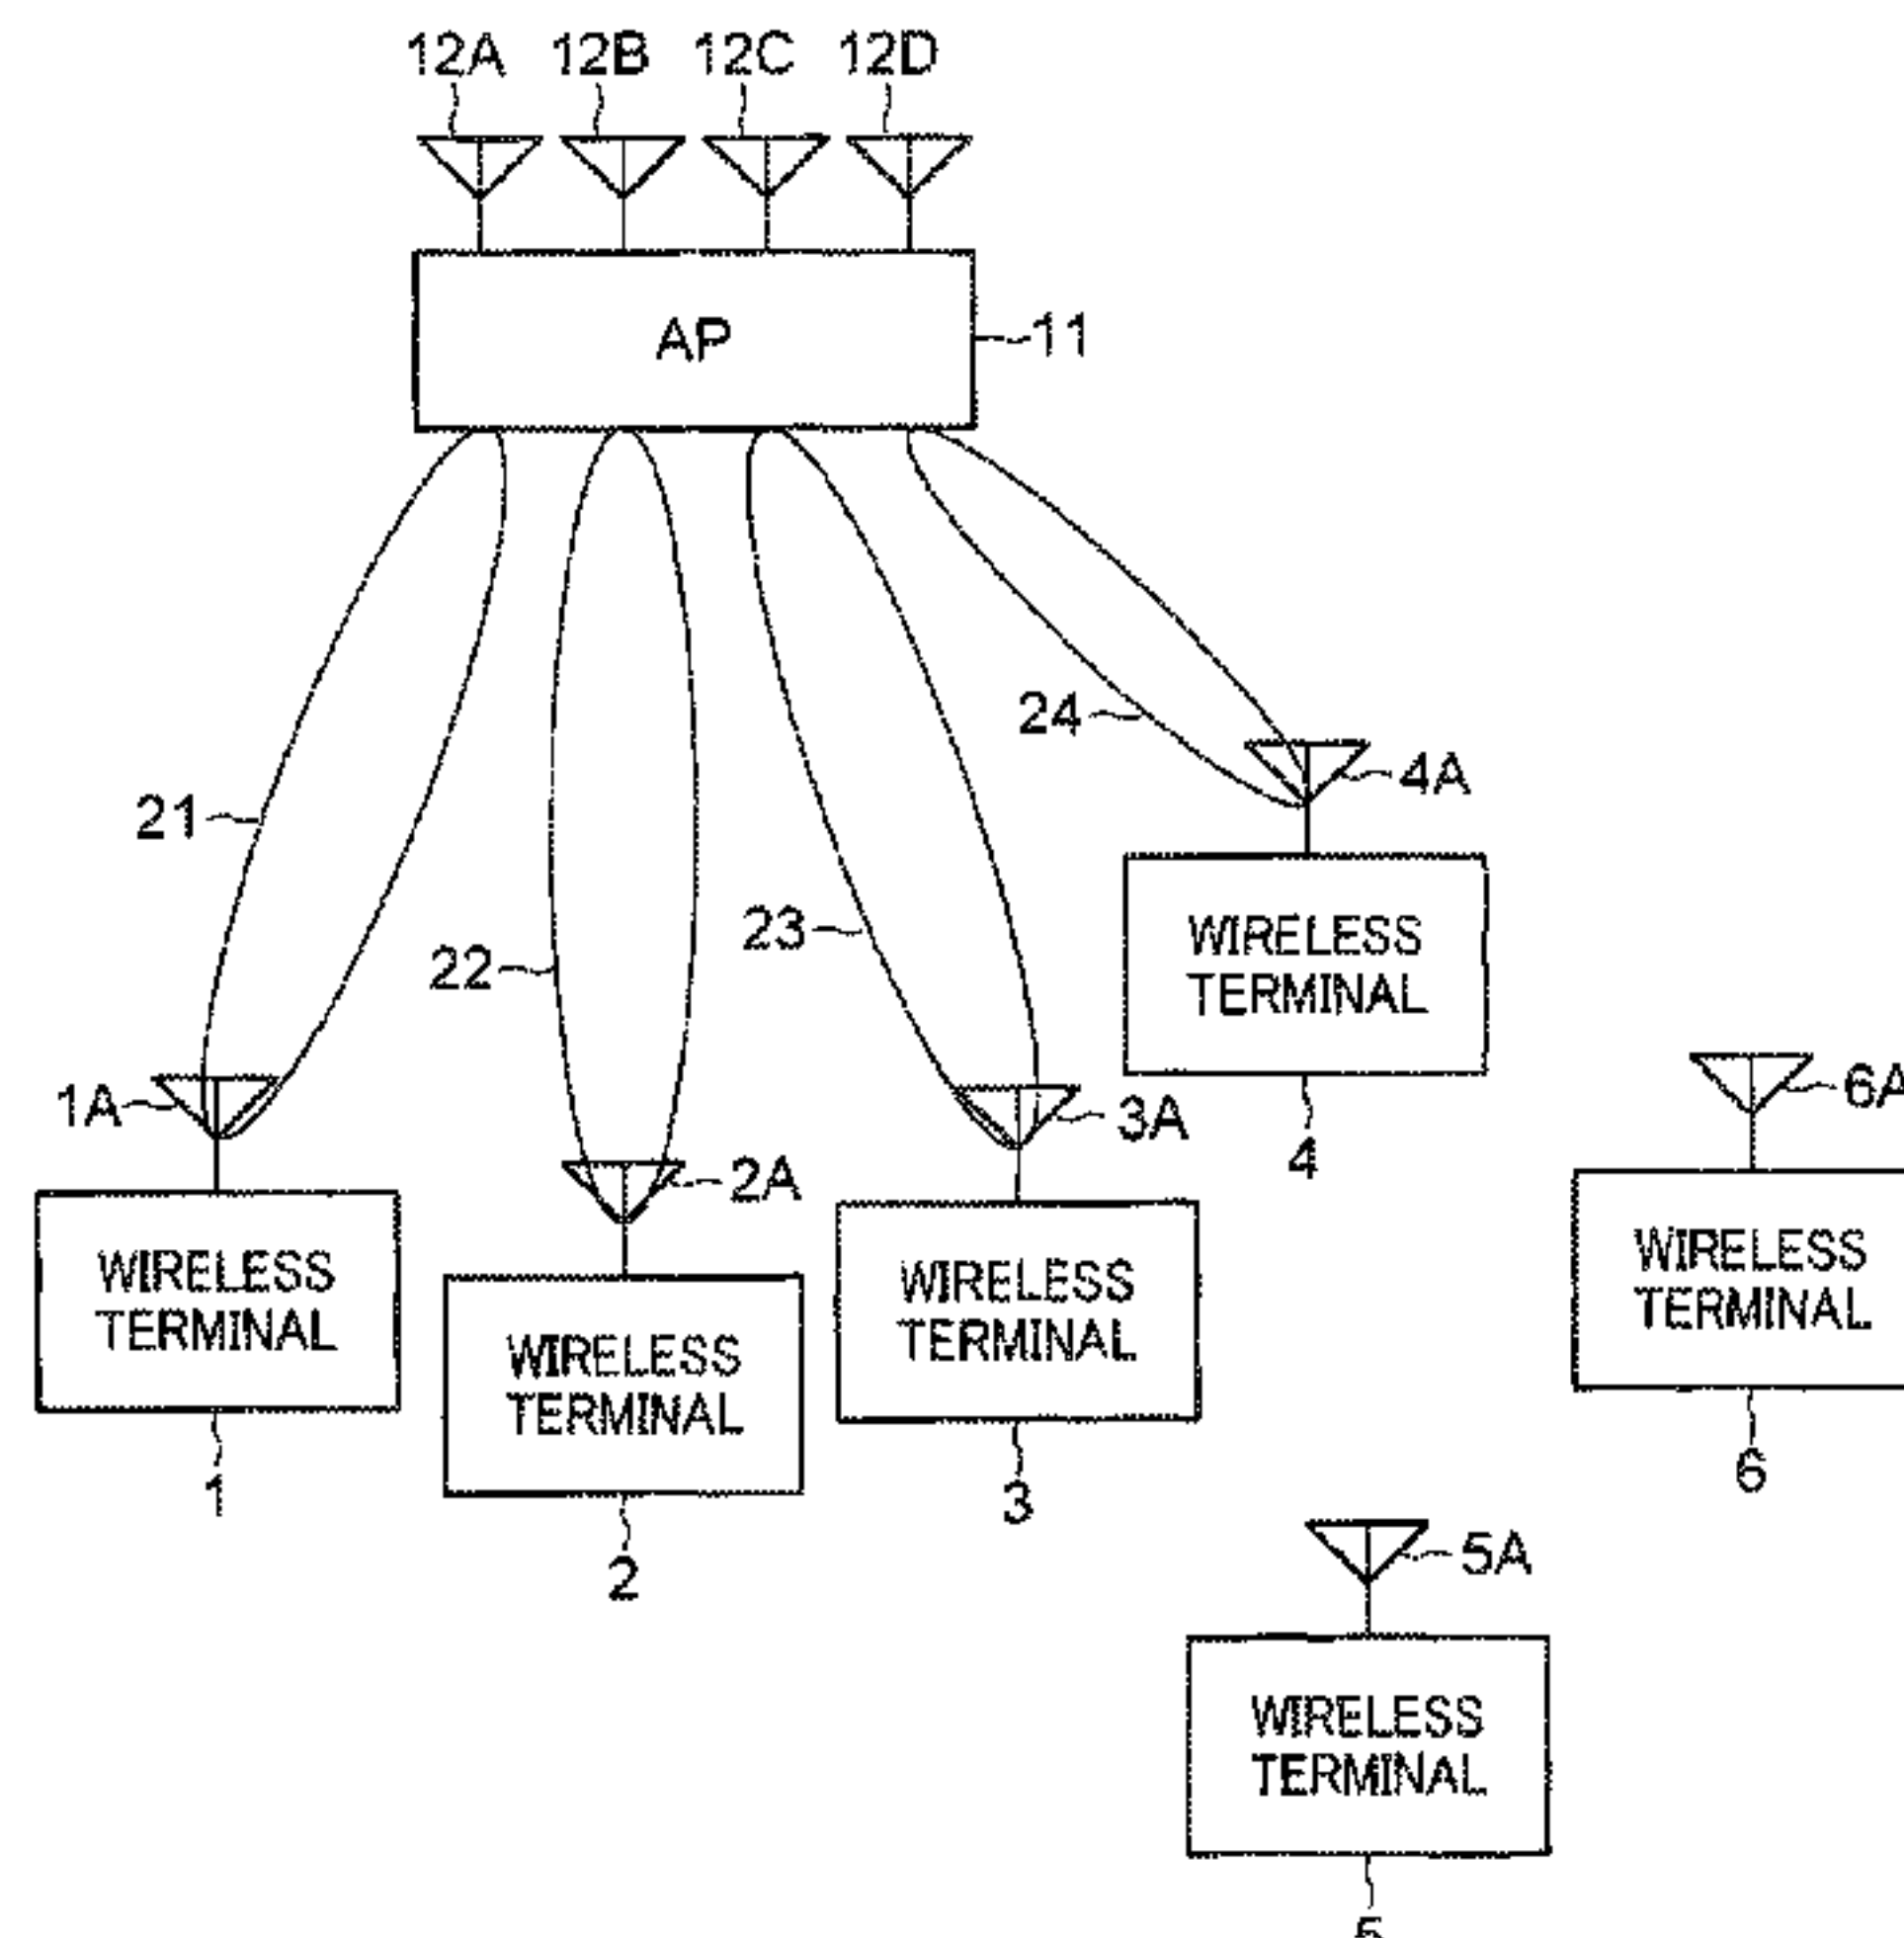 12A 12B 12C 12D
AP
11
24
4A
21
23
22
WIRELESS
TERMINAL
1A
3A
6A
4
2A
WIRELESS
TERMINAL
WIRELESS
TERMINAL
WIRELESS
TERMINAL
WIRELESS
TERMINAL
1
3
6
2
5A
WIRELESS
TERMINAL
5